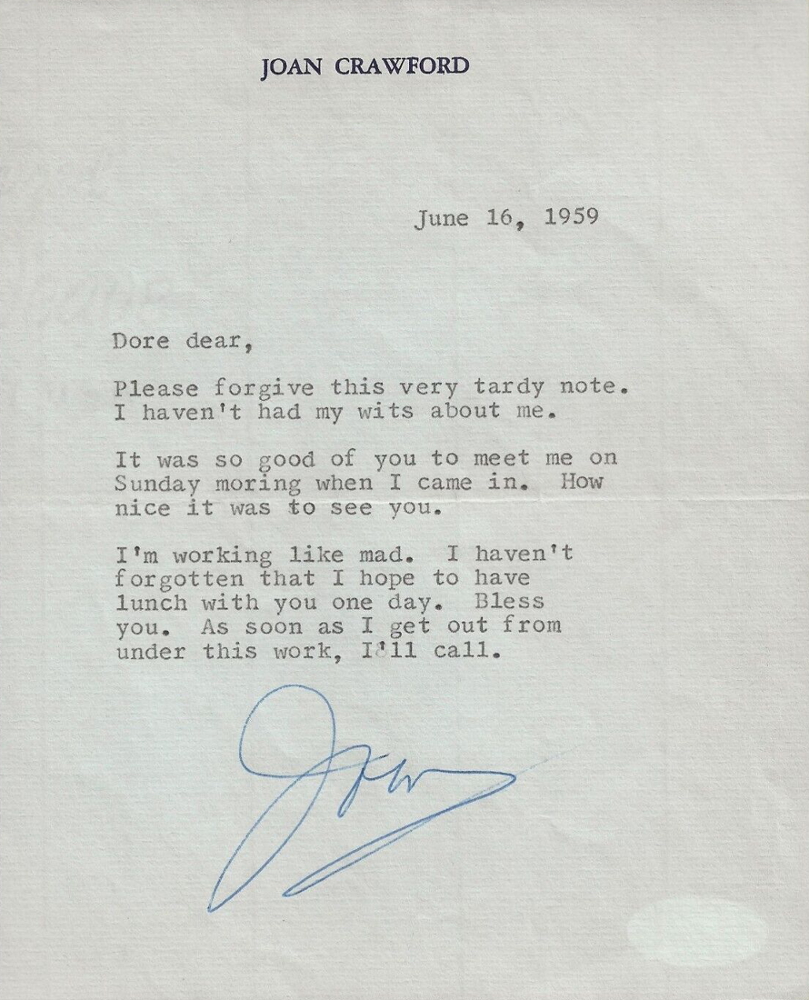 JOAN CRAWFORD
June 16, 1959
Dore dear,
Please forgive this very tardy note.
I haven't had my wits about me.
It was so good of you to meet me on
Sunday moring when I came in.  How
nice it was to see you.
I'm working like mad.  I haven't
forgotten that I hope to have
lunch with you one day.  Bless
you.  As soon as I get out from
under this work, I'll call.
Joan